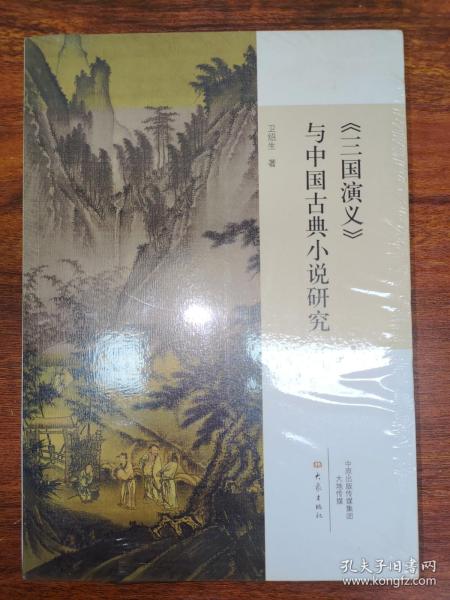 《三国演义》
与中国古典小说研究
卫绍生 著
中原出版传媒集团
大地传媒
大象出版社
孔夫子旧书网
www.kongfz.com